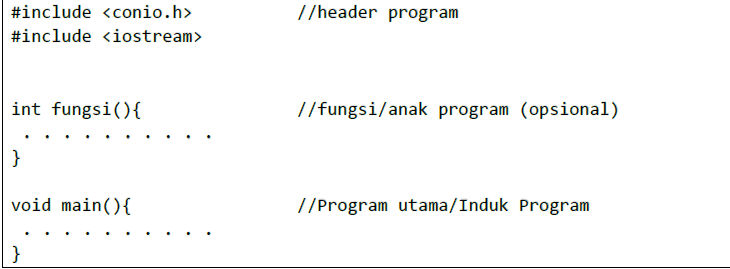 #include <conio.h> //header program
#include <iostream>
int fungsi(){ //fungsi/anak program (opsional)
. . . . . . . . . .
}
void main(){ //Program utama/Induk Program
. . . . . . . . . .
}